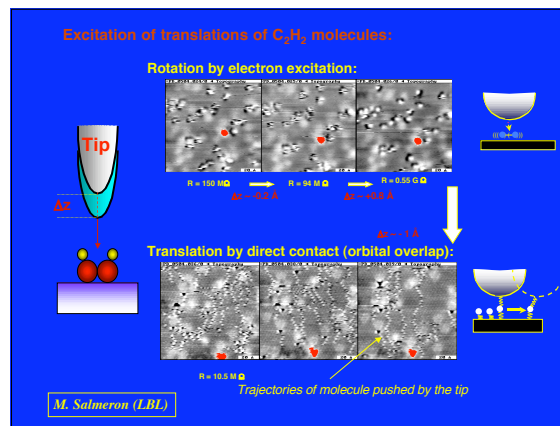 Excitation of translations of C₂H₂ molecules:
Rotation by electron excitation:
Tip
Δz
R = 150 MΩ
R = 94 MΩ
R = 0.55 GΩ
Δz ~ -0.2 Å
Δz ~ +0.8 Å
Δz ~ - 1 Å
Translation by direct contact (orbital overlap):
R = 10.5 MΩ
Trajectories of molecule pushed by the tip
M. Salmeron (LBL)